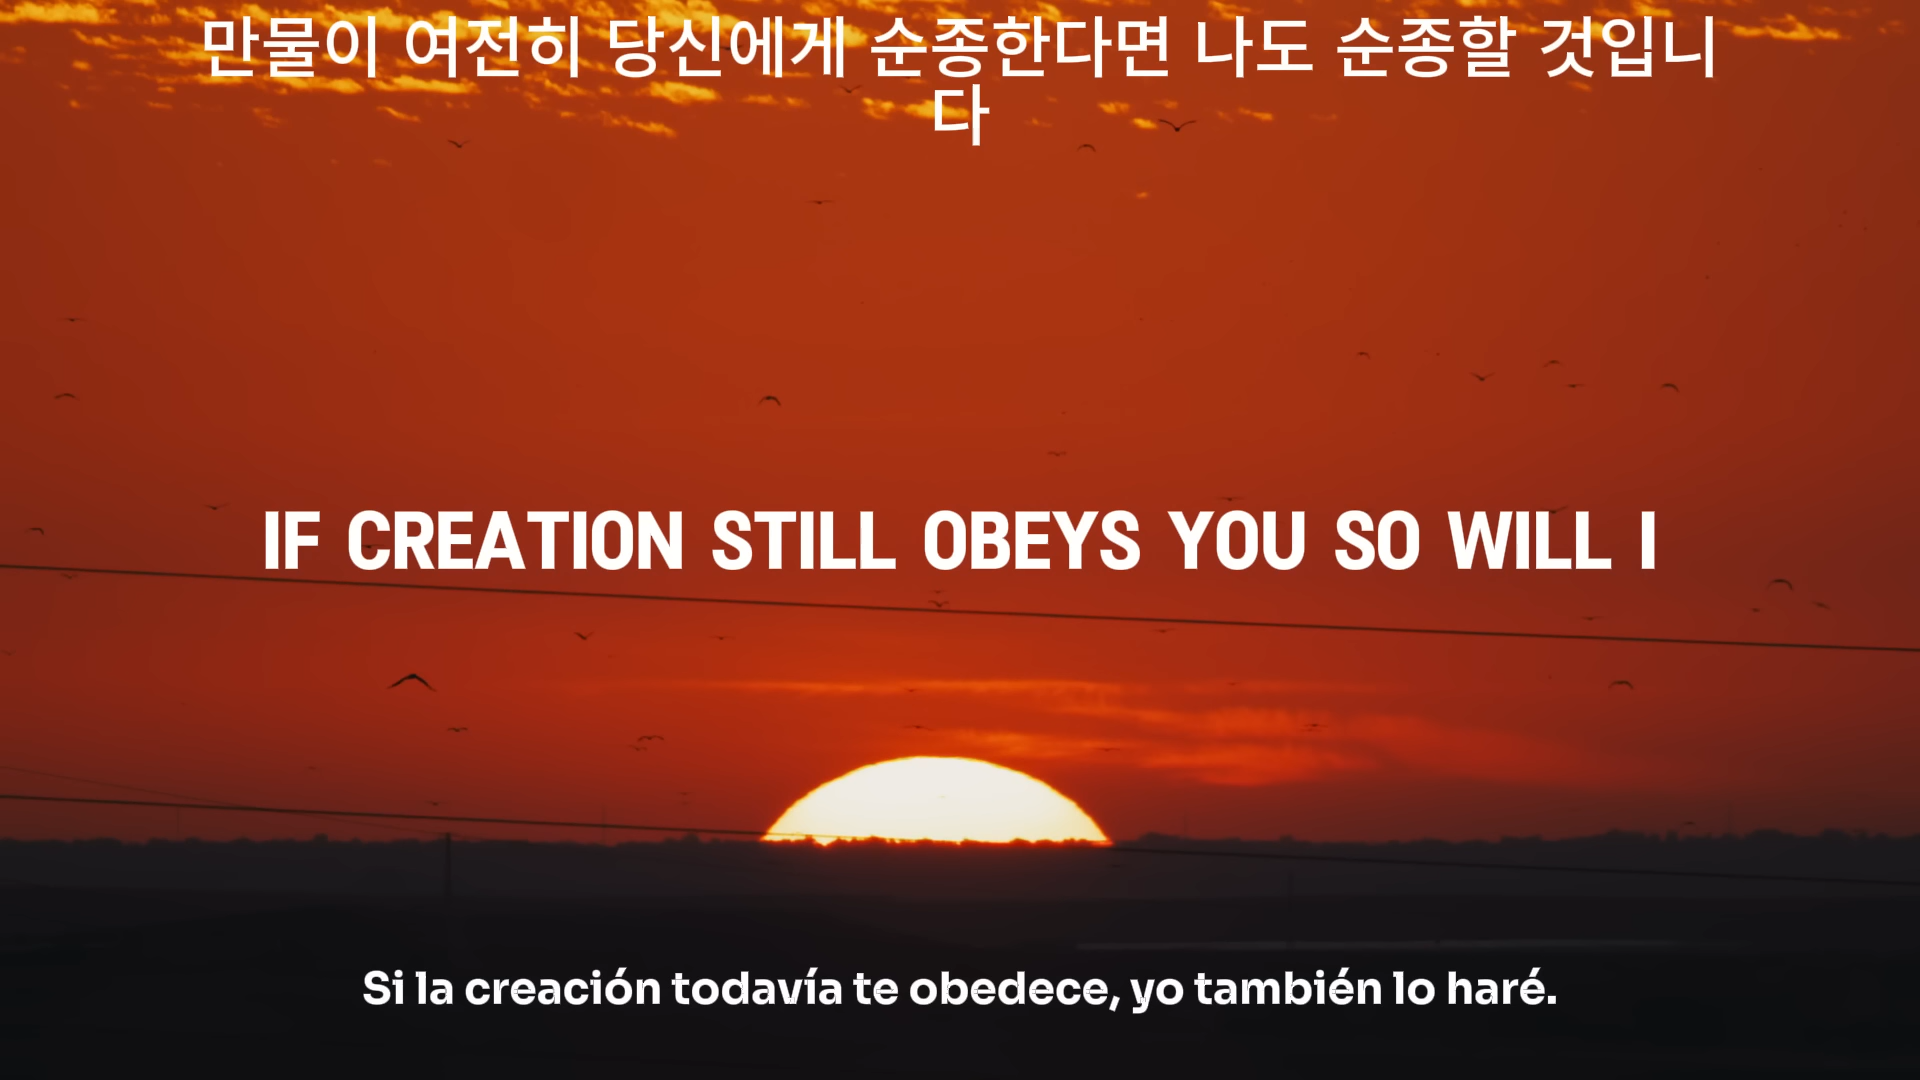 만물이 여전히 당신에게 순종한다면 나도 순종할 것입니
다
IF CREATION STILL OBEYS YOU SO WILL I
Si la creación todavía te obedece, yo también lo haré.